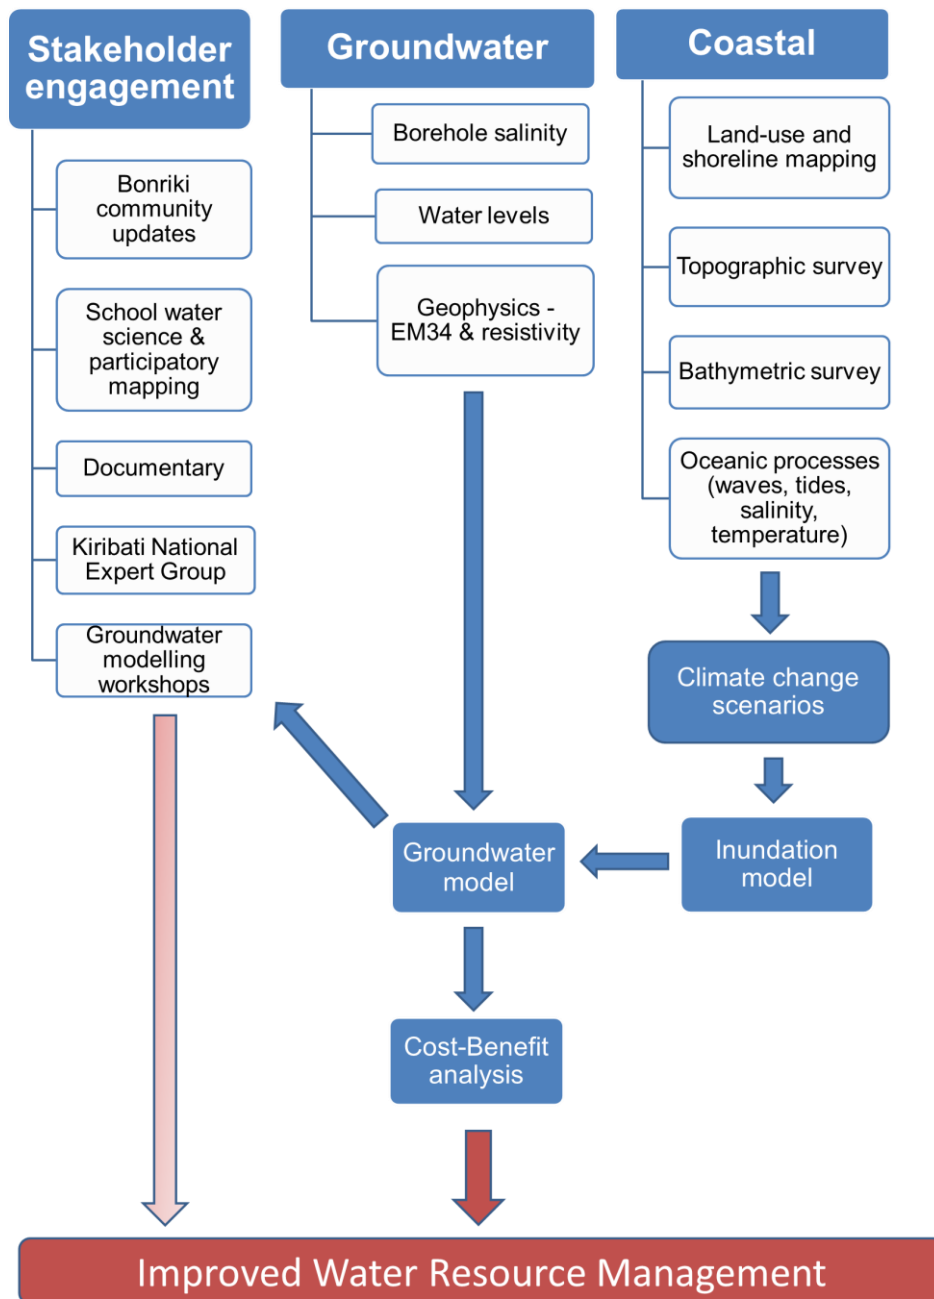 Stakeholder
engagement
Bonriki
community
updates
School water
science &
participatory
mapping
Documentary
Kiribati National
Expert Group
Groundwater
modelling
workshops
Groundwater
Borehole salinity
Water levels
Geophysics -
EM34 & resistivity
Coastal
Land-use and
shoreline mapping
Topographic survey
Bathymetric survey
Oceanic processes
(waves, tides,
salinity,
temperature)
Climate change
scenarios
Inundation
model
Groundwater
model
Cost-Benefit
analysis
Improved Water Resource Management